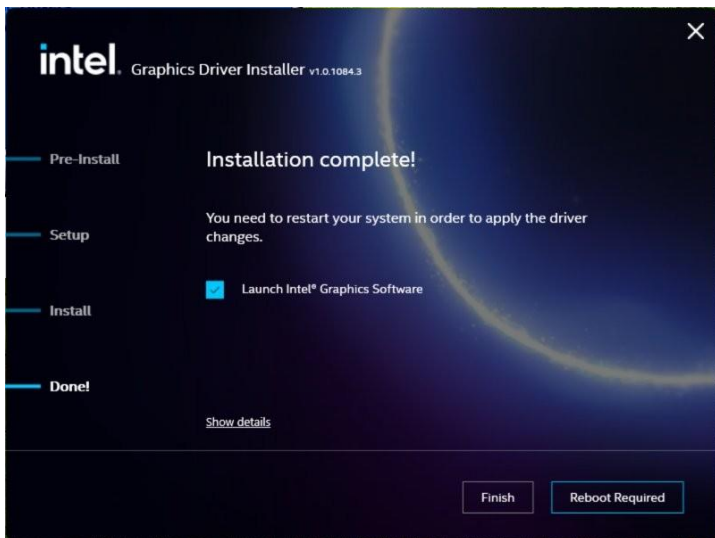 intel. Graphics Driver Installer v1.0.1084.3
Pre-Install
Setup
Install
Done!
Installation complete!
You need to restart your system in order to apply the driver
changes.
Launch Intel® Graphics Software
Show details
Finish
Reboot Required